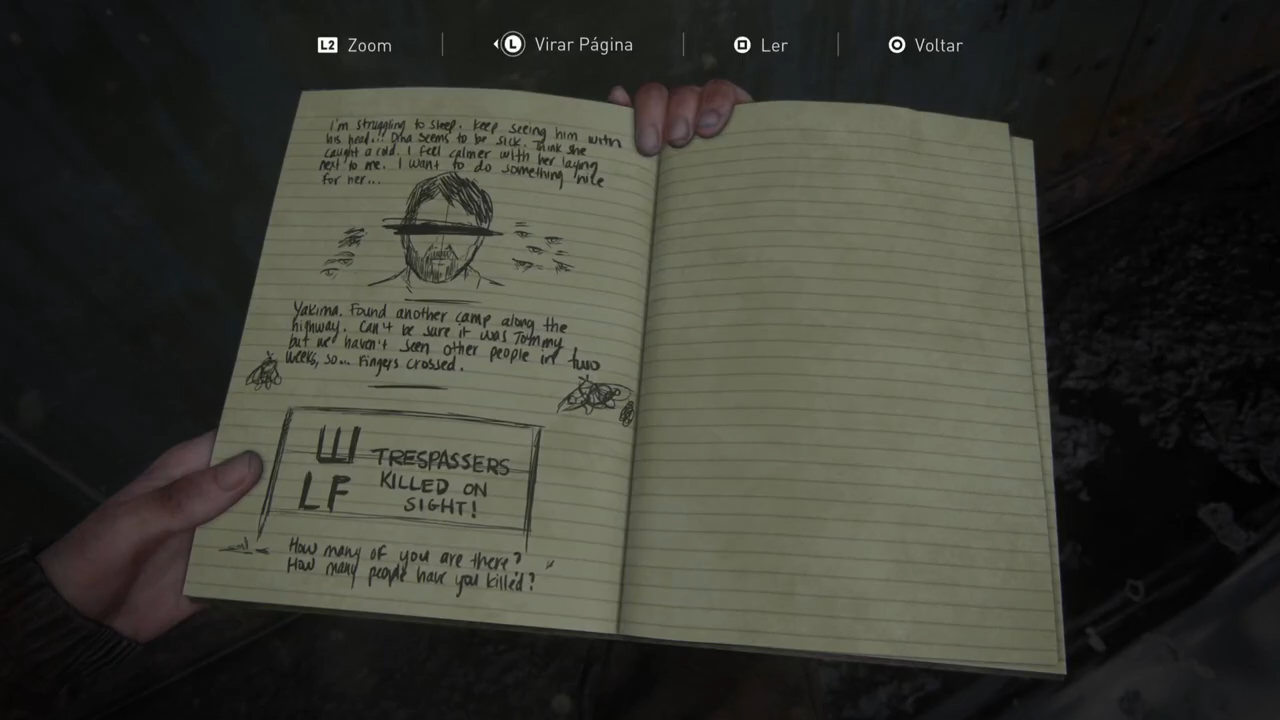 L2 Zoom
L Virar Página
Ler
Voltar
I'm struggling to sleep. Keep seeing him with
his head... Dina seems to be sick. Think she
caught a cold. I feel calmer with her laying
next to me. I want to do something nice
for her...
Yakima. Found another camp along the
highway. Can't be sure it was Tommy
but we haven't seen other people in two
weeks, so... Fingers crossed.
W
LF
TRESPASSERS
KILLED ON
SIGHT!
How many of you are there?
How many people have you killed?